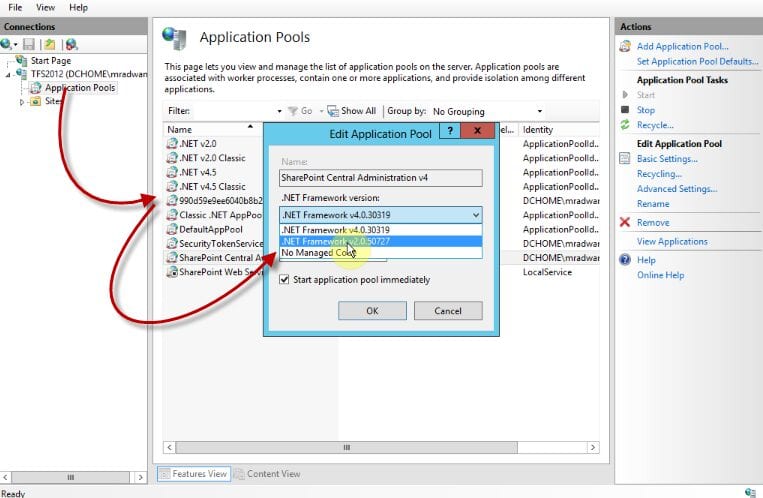 File View Help
Connections
Start Page
TFS2012 (DCHOME\mradwan
Application Pools
Sites
Application Pools
This page lets you view and manage the list of application pools on the server. Application pools are
associated with worker processes, contain one or more applications, and provide isolation among different
applications.
Filter: Go Show All Group by: No Grouping
Name Identity
.NET v2.0 ApplicationPoolId...
.NET v2.0 Classic ApplicationPoolId...
.NET v4.5 ApplicationPoolId...
.NET v4.5 Classic ApplicationPoolId...
990d59e9ee6040b8b2 DCHOME\mradwa...
Classic .NET AppPool ApplicationPoolId...
DefaultAppPool ApplicationPoolId...
SecurityTokenService DCHOME\mradwa...
SharePoint Central Ad DCHOME\mradwa...
SharePoint Web Serv LocalService
Edit Application Pool ? X
Name:
SharePoint Central Administration v4
.NET Framework version:
.NET Framework v4.0.30319
.NET Framework v4.0.30319
.NET Framework v2.0.50727
No Managed Code
Start application pool immediately
OK Cancel
Features View Content View
Actions
Add Application Pool...
Set Application Pool Defaults...
Application Pool Tasks
Start
Stop
Recycle...
Edit Application Pool
Basic Settings...
Recycling...
Advanced Settings...
Rename
Remove
View Applications
Help
Online Help
Ready